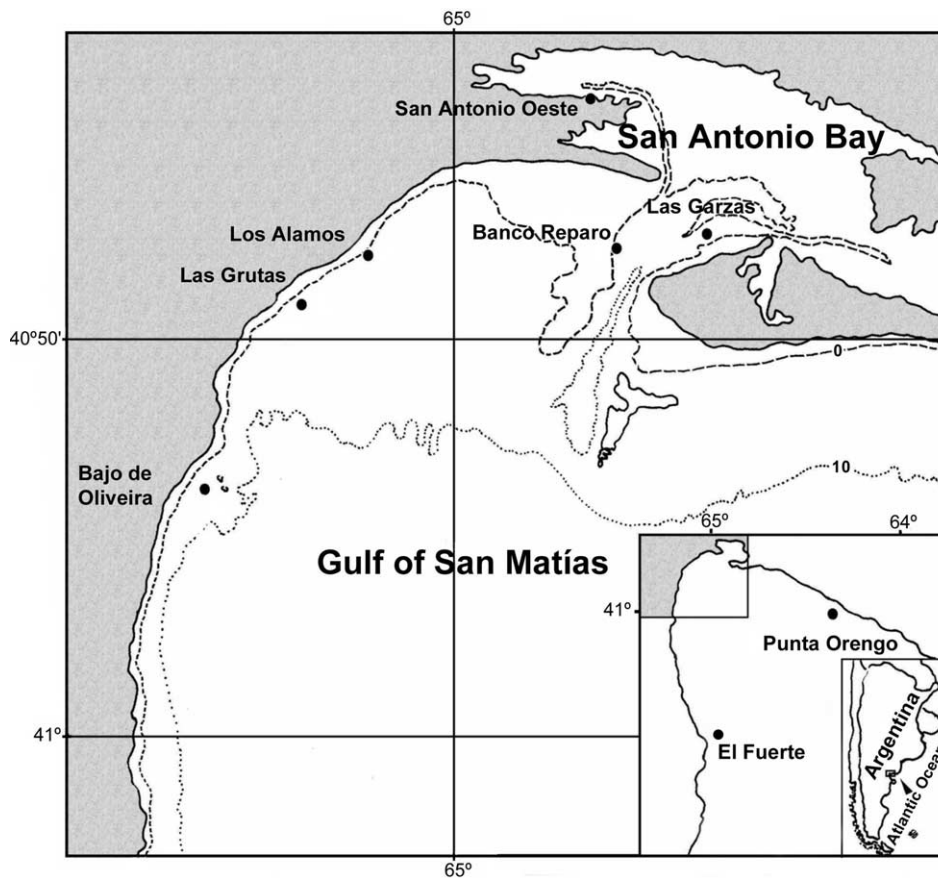 65º
San Antonio Oeste
San Antonio Bay
Las Garzas
Los Alamos
Banco Reparo
Las Grutas
40º50'
0
Bajo de
Oliveira
10
65º
64º
Gulf of San Matías
41º
Punta Orengo
Argentina
Atlantic Ocean
41º
El Fuerte
65º